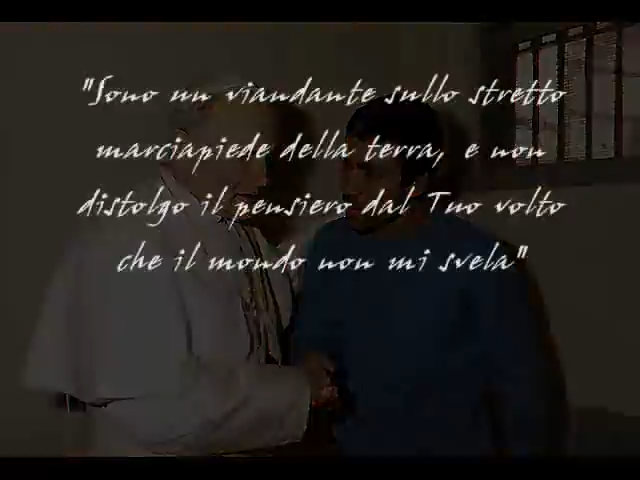 "Sono un viandante sullo stretto
marciapiede della terra, e non
distolgo il pensiero dal Tuo volto
che il mondo non mi svela"